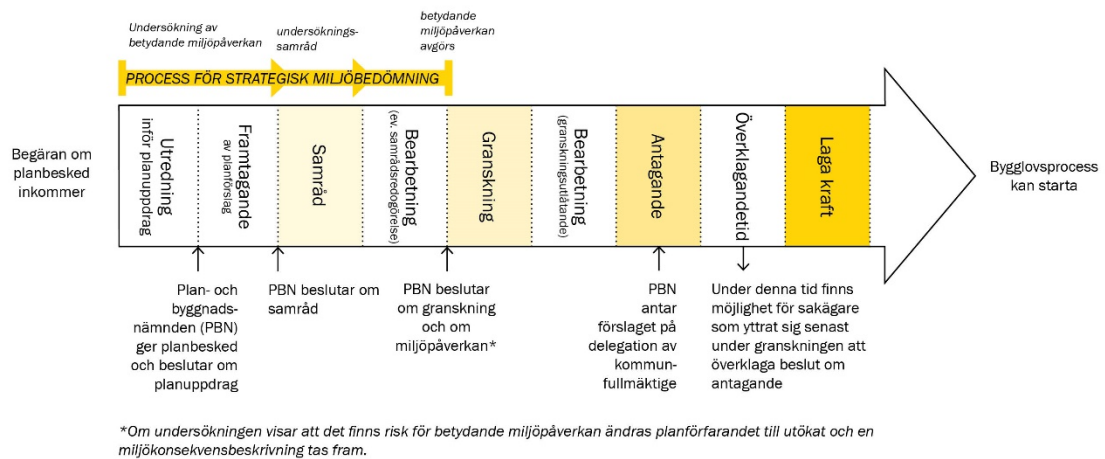 Undersökning av
betydande miljöpåverkan
undersöknings-
samråd
betydande
miljöpåverkan
avgörs
PROCESS FÖR STRATEGISK MILJÖBEDÖMNING
Begäran om
planbesked
inkommer
Utredning
inför planuppdrag
Framtagande
av planförslag
Samråd
Bearbetning
(ev. samrådsredogörelse)
Granskning
Bearbetning
(granskningsutlåtande)
Antagande
Överklagandetid
Laga kraft
Bygglovsprocess
kan starta
Plan- och
byggnads-
nämnden (PBN)
ger planbesked
och beslutar om
planuppdrag
PBN beslutar om
samråd
PBN beslutar
om granskning
och om
miljöpåverkan*
PBN
antar
förslaget på
delegation av
kommun-
fullmäktige
Under denna tid finns
möjlighet för sakägare
som yttrat sig senast
under granskningen att
överklaga beslut om
antagande
*Om undersökningen visar att det finns risk för betydande miljöpåverkan ändras planförfarandet till utökat och en
miljökonsekvensbeskrivning tas fram.